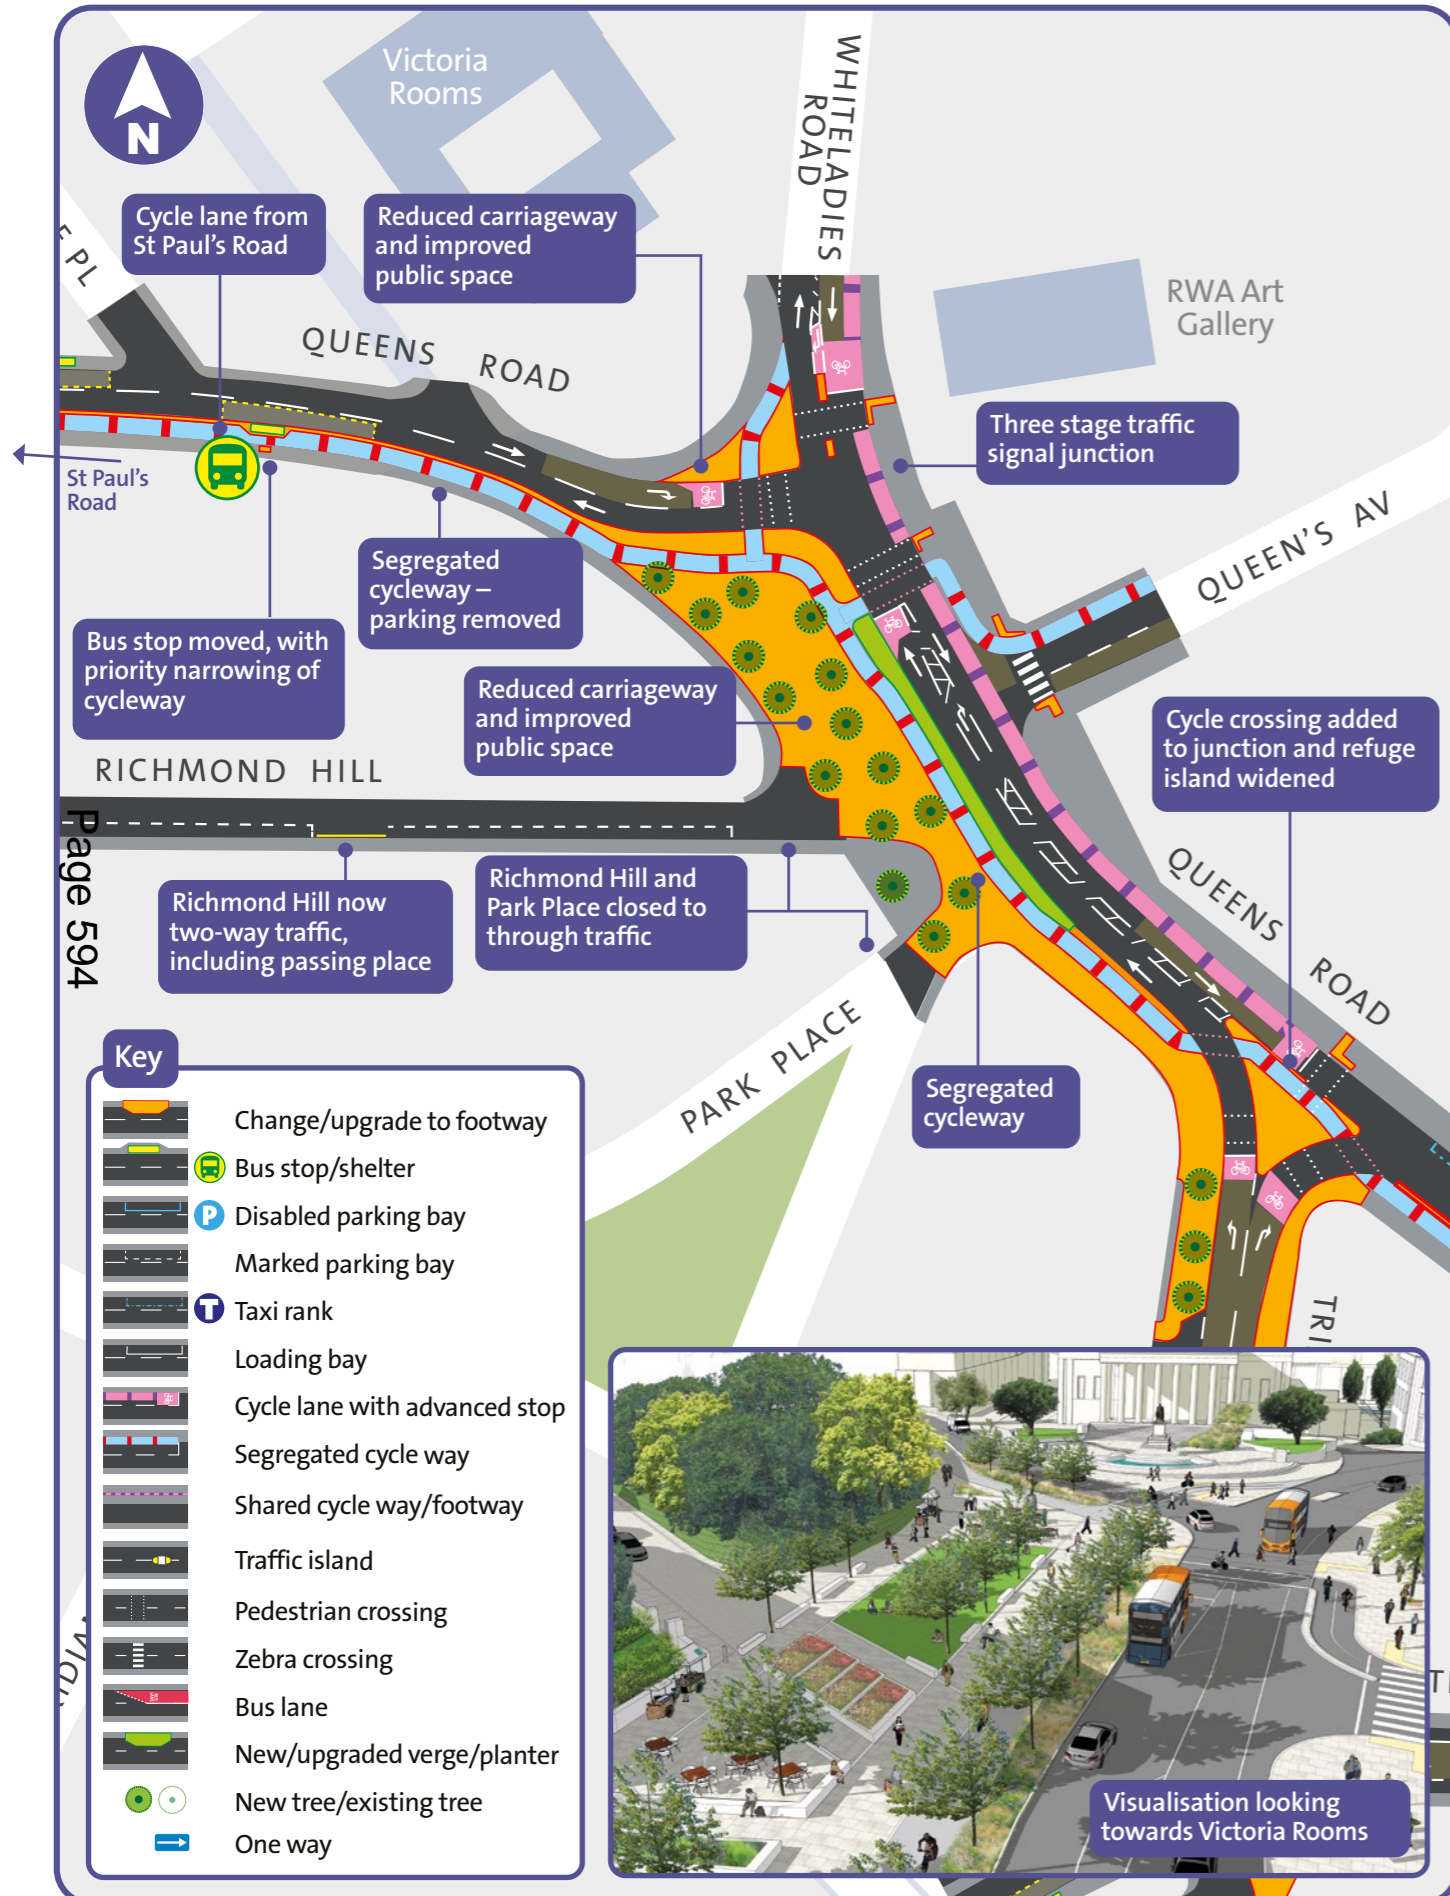 Victoria
Rooms
WHITELADIES
ROAD
N
Cycle lane from
St Paul's Road
Reduced carriageway
and improved
public space
RWA Art
Gallery
E PL
QUEENS ROAD
Three stage traffic
signal junction
St Paul's
Road
QUEEN'S AV
Segregated
cycleway –
parking removed
Bus stop moved, with
priority narrowing of
cycleway
Reduced carriageway
and improved
public space
Cycle crossing added
to junction and refuge
island widened
RICHMOND HILL
Page 594
Richmond Hill now
two-way traffic,
including passing place
Richmond Hill and
Park Place closed to
through traffic
QUEENS ROAD
PARK PLACE
Segregated
cycleway
TRI
Key
Change/upgrade to footway
Bus stop/shelter
P Disabled parking bay
Marked parking bay
T Taxi rank
Loading bay
Cycle lane with advanced stop
Segregated cycle way
Shared cycle way/footway
Traffic island
Pedestrian crossing
Zebra crossing
Bus lane
New/upgraded verge/planter
New tree/existing tree
One way
Visualisation looking
towards Victoria Rooms